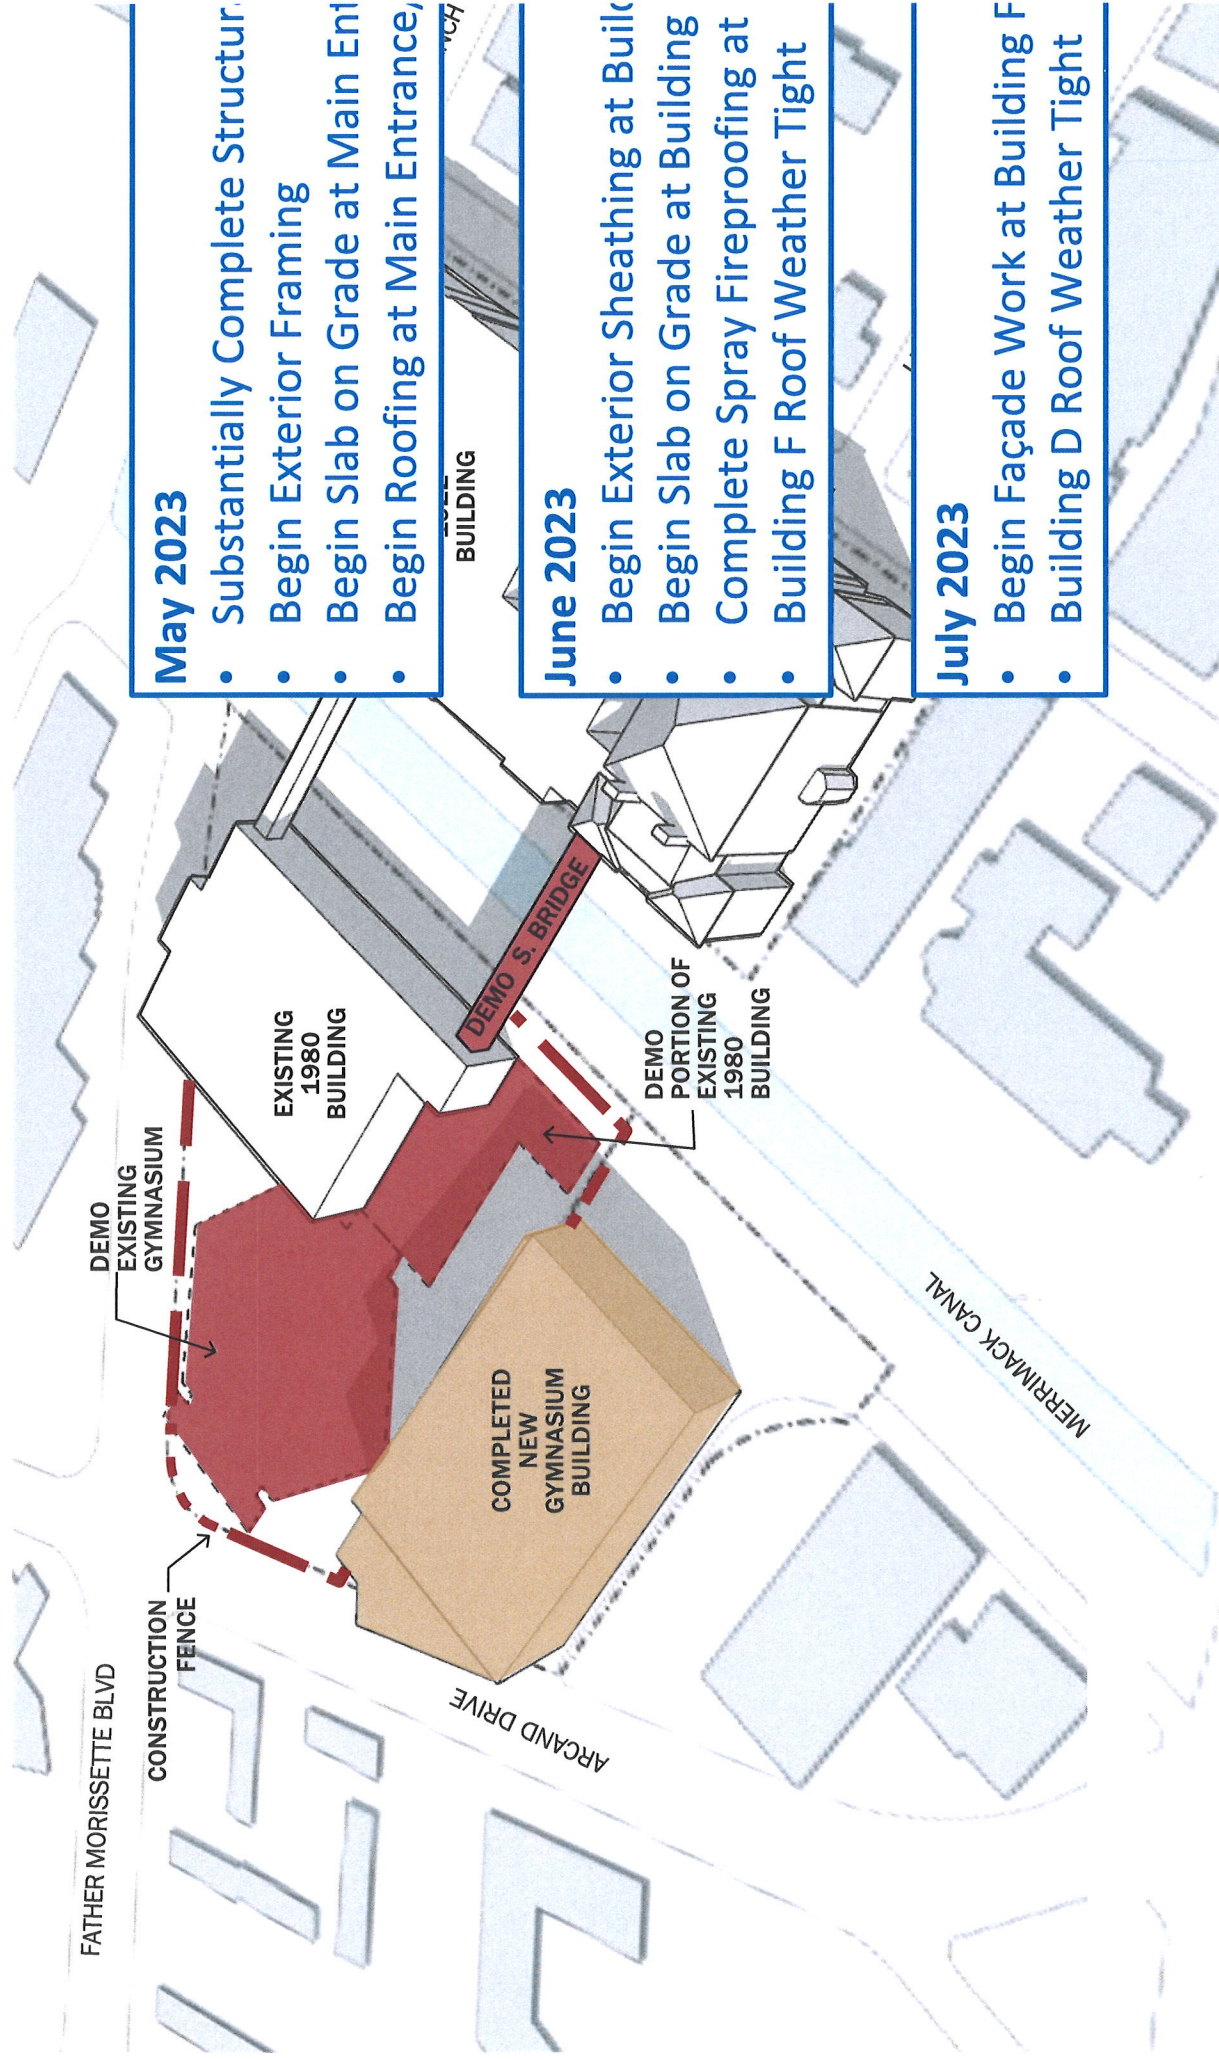 FATHER MORISSETTE BLVD
CONSTRUCTION
FENCE
DEMO
EXISTING
GYMNASIUM
EXISTING
1980
BUILDING
COMPLETED
NEW
GYMNASIUM
BUILDING
ARCAND DRIVE
DEMO S. BRIDGE
DEMO
PORTION OF
EXISTING
1980
BUILDING
MERRIMACK CANAL
BUILDING
May 2023
• Substantially Complete
• Begin Exterior Framing
• Begin Slab on Grade at Main
• Begin Roofing at Main Entrance,
June 2023
• Begin Exterior Sheathing at
• Begin Slab on Grade at Building
• Complete Spray Fireproofing at
• Building F Roof Weather Tight
July 2023
• Begin Façade Work at Building F
• Building D Roof Weather Tight